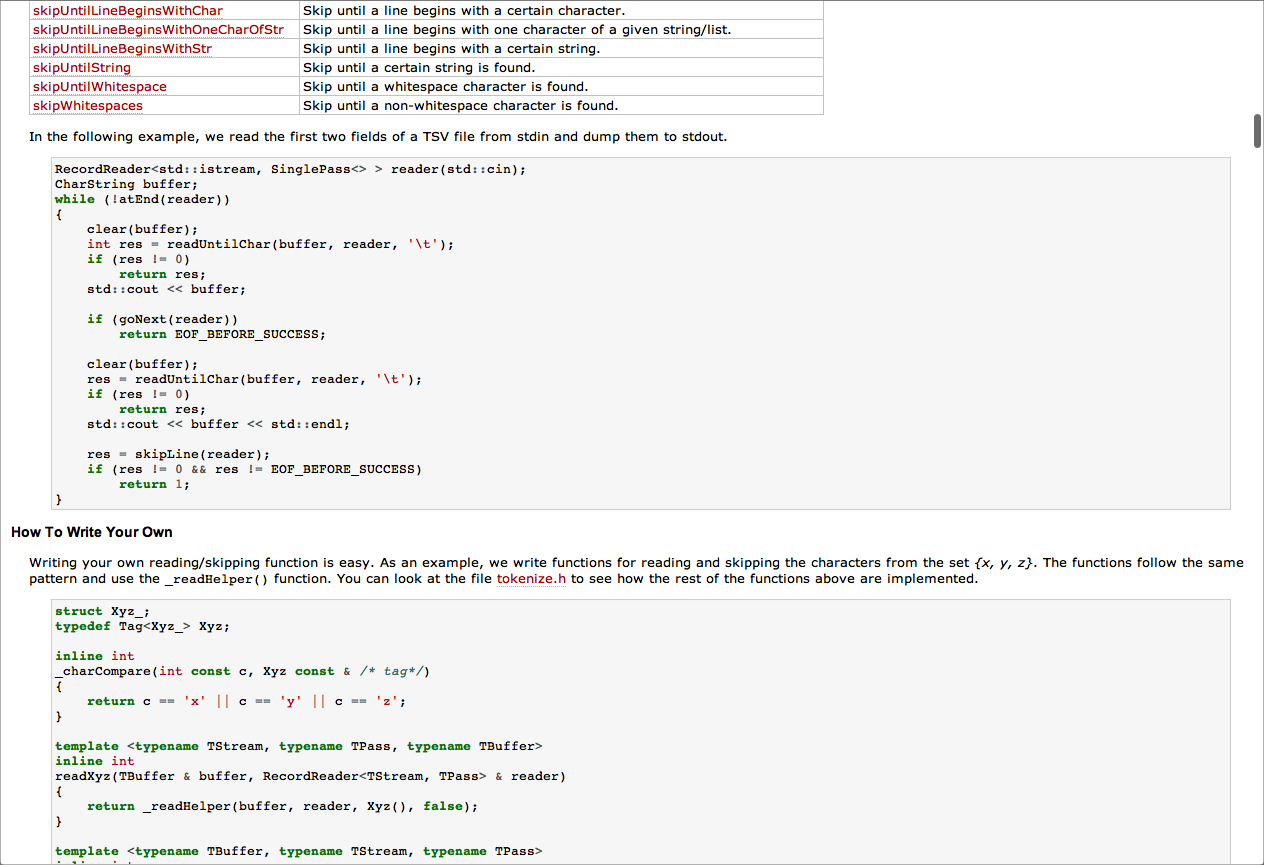 skipUntilLineBeginsWithChar Skip until a line begins with a certain character.
skipUntilLineBeginsWithOneCharOfStr Skip until a line begins with one character of a given string/list.
skipUntilLineBeginsWithStr Skip until a line begins with a certain string.
skipUntilString Skip until a certain string is found.
skipUntilWhitespace Skip until a whitespace character is found.
skipWhitespaces Skip until a non-whitespace character is found.
In the following example, we read the first two fields of a TSV file from stdin and dump them to stdout.
RecordReader<std::istream, SinglePass<> > reader(std::cin);
CharString buffer;
while (!atEnd(reader))
{
    clear(buffer);
    int res = readUntilChar(buffer, reader, '\t');
    if (res != 0)
        return res;
    std::cout << buffer;
    if (goNext(reader))
        return EOF_BEFORE_SUCCESS;
    clear(buffer);
    res = readUntilChar(buffer, reader, '\t');
    if (res != 0)
        return res;
    std::cout << buffer << std::endl;
    res = skipLine(reader);
    if (res != 0 && res != EOF_BEFORE_SUCCESS)
        return 1;
}
How To Write Your Own
Writing your own reading/skipping function is easy. As an example, we write functions for reading and skipping the characters from the set {x, y, z}. The functions follow the same
pattern and use the _readHelper() function. You can look at the file tokenize.h to see how the rest of the functions above are implemented.
struct Xyz_;
typedef Tag<Xyz_> Xyz;
inline int
_charCompare(int const c, Xyz const & /* tag*/)
{
    return c == 'x' || c == 'y' || c == 'z';
}
template <typename TStream, typename TPass, typename TBuffer>
inline int
readXyz(TBuffer & buffer, RecordReader<TStream, TPass> & reader)
{
    return _readHelper(buffer, reader, Xyz(), false);
}
template <typename TBuffer, typename TStream, typename TPass>